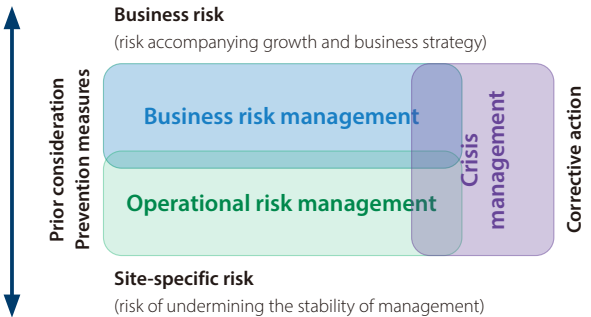 Business risk
(risk accompanying growth and business strategy)
Prior consideration
Prevention measures
Business risk management
Operational risk management
Crisis
management
Corrective action
Site-specific risk
(risk of undermining the stability of management)